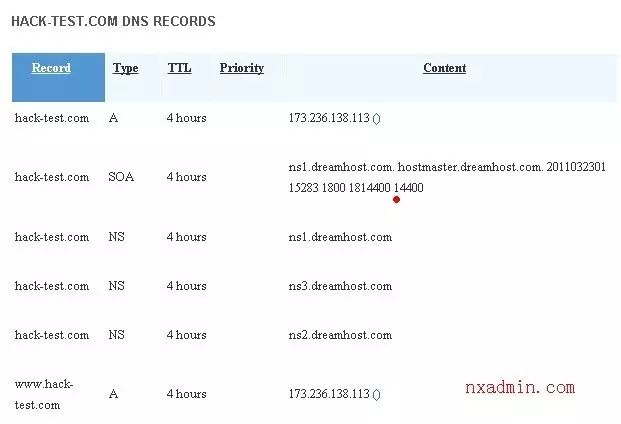 HACK-TEST.COM DNS RECORDS
Record Type TTL Priority Content
hack-test.com A 4 hours 173.236.138.113 ()
hack-test.com SOA 4 hours ns1.dreamhost.com. hostmaster.dreamhost.com. 2011032301
15283 1800 1814400 14400
hack-test.com NS 4 hours ns1.dreamhost.com
hack-test.com NS 4 hours ns3.dreamhost.com
hack-test.com NS 4 hours ns2.dreamhost.com
www.hack-
test.com A 4 hours 173.236.138.113 ()
nxadmin.com